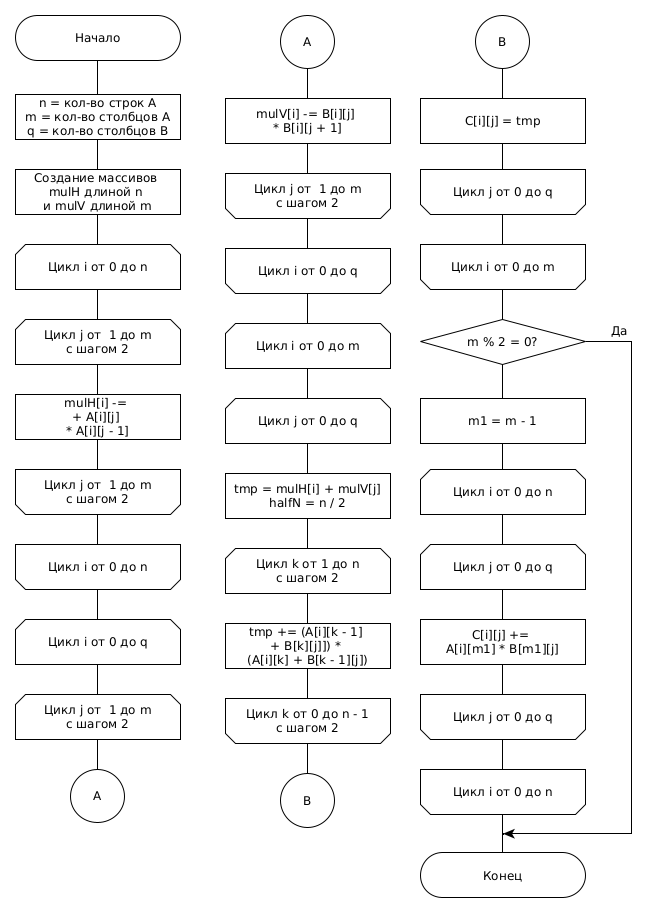 Начало
n = кол-во строк A
m = кол-во столбцов A
q = кол-во столбцов B
Создание массивов
mulH длиной n
и mulV длиной m
Цикл i от 0 до n
Цикл j от 1 до m
с шагом 2
mulH[i] -=
+ A[i][j]
* A[i][j - 1]
Цикл j от 1 до m
с шагом 2
Цикл i от 0 до n
Цикл i от 0 до q
Цикл j от 1 до m
с шагом 2
A
A
mulV[i] -= B[i][j]
* B[i][j + 1]
Цикл j от 1 до m
с шагом 2
Цикл i от 0 до q
Цикл i от 0 до m
Цикл j от 0 до q
tmp = mulH[i] + mulV[j]
halfN = n / 2
Цикл k от 1 до n
с шагом 2
tmp += (A[i][k - 1]
+ B[k][j]]) *
(A[i][k] + B[k - 1][j])
Цикл k от 0 до n - 1
с шагом 2
B
B
C[i][j] = tmp
Цикл j от 0 до q
Цикл i от 0 до m
m % 2 = 0?
Да
m1 = m - 1
Цикл i от 0 до n
Цикл j от 0 до q
C[i][j] +=
A[i][m1] * B[m1][j]
Цикл j от 0 до q
Цикл i от 0 до n
Конец